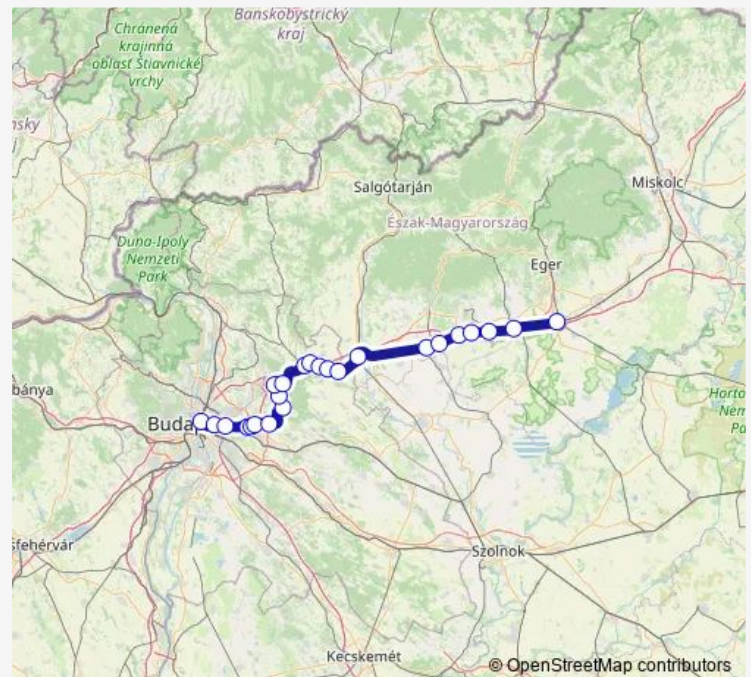 Banskobystrický
kraj
Chránená
krajinná
oblasť Štiavnické
vrchy
nsky
Salgótarján
Miskolc
Észak-Magyarország
Duna-Ipoly
Nemzeti
Park
Eger
bánya
Horto
Nem
Pa
Buda
sfehérvár
Szolnok
Kecskemét
© OpenStreetMap contributors